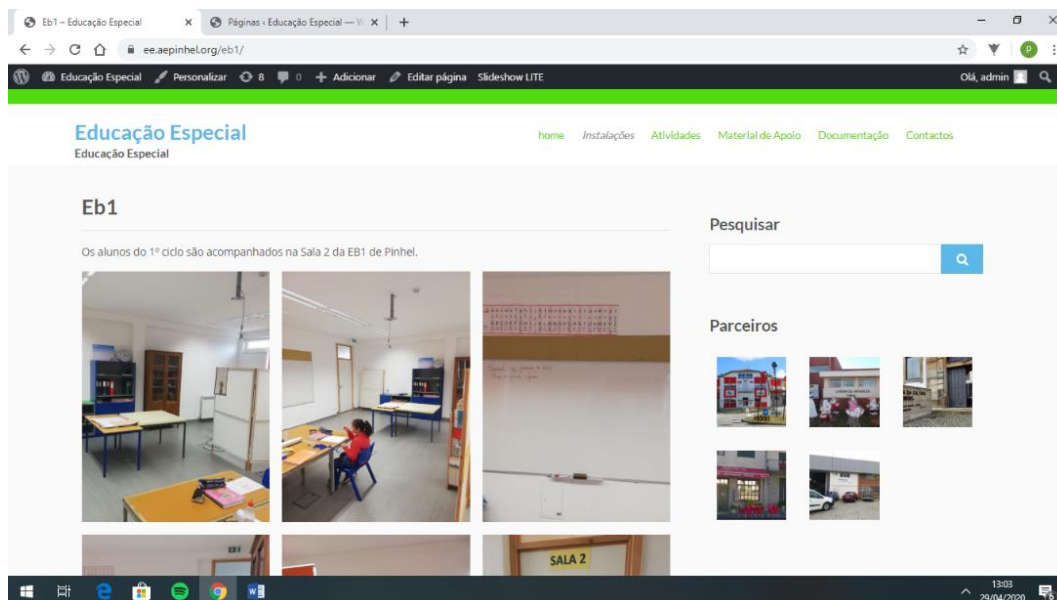 Eb1 – Educação Especial
Páginas ‹ Educação Especial —
ee.aepinhel.org/eb1/
Educação Especial Personalizar 8 0 Adicionar Editar página Slideshow LITE Olá, admin
Educação Especial
Educação Especial
home Instalações Atividades Material de Apoio Documentação Contactos
Eb1
Os alunos do 1º ciclo são acompanhados na Sala 2 da EB1 de Pinhel.
Pesquisar
Parceiros
SALA 2
13:03
29/04/2020